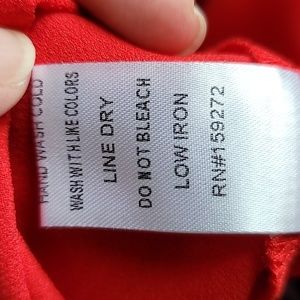 HAND WASH COLD
WASH WITH LIKE COLORS
LINE DRY
DO NOT BLEACH
LOW IRON
RN#159272